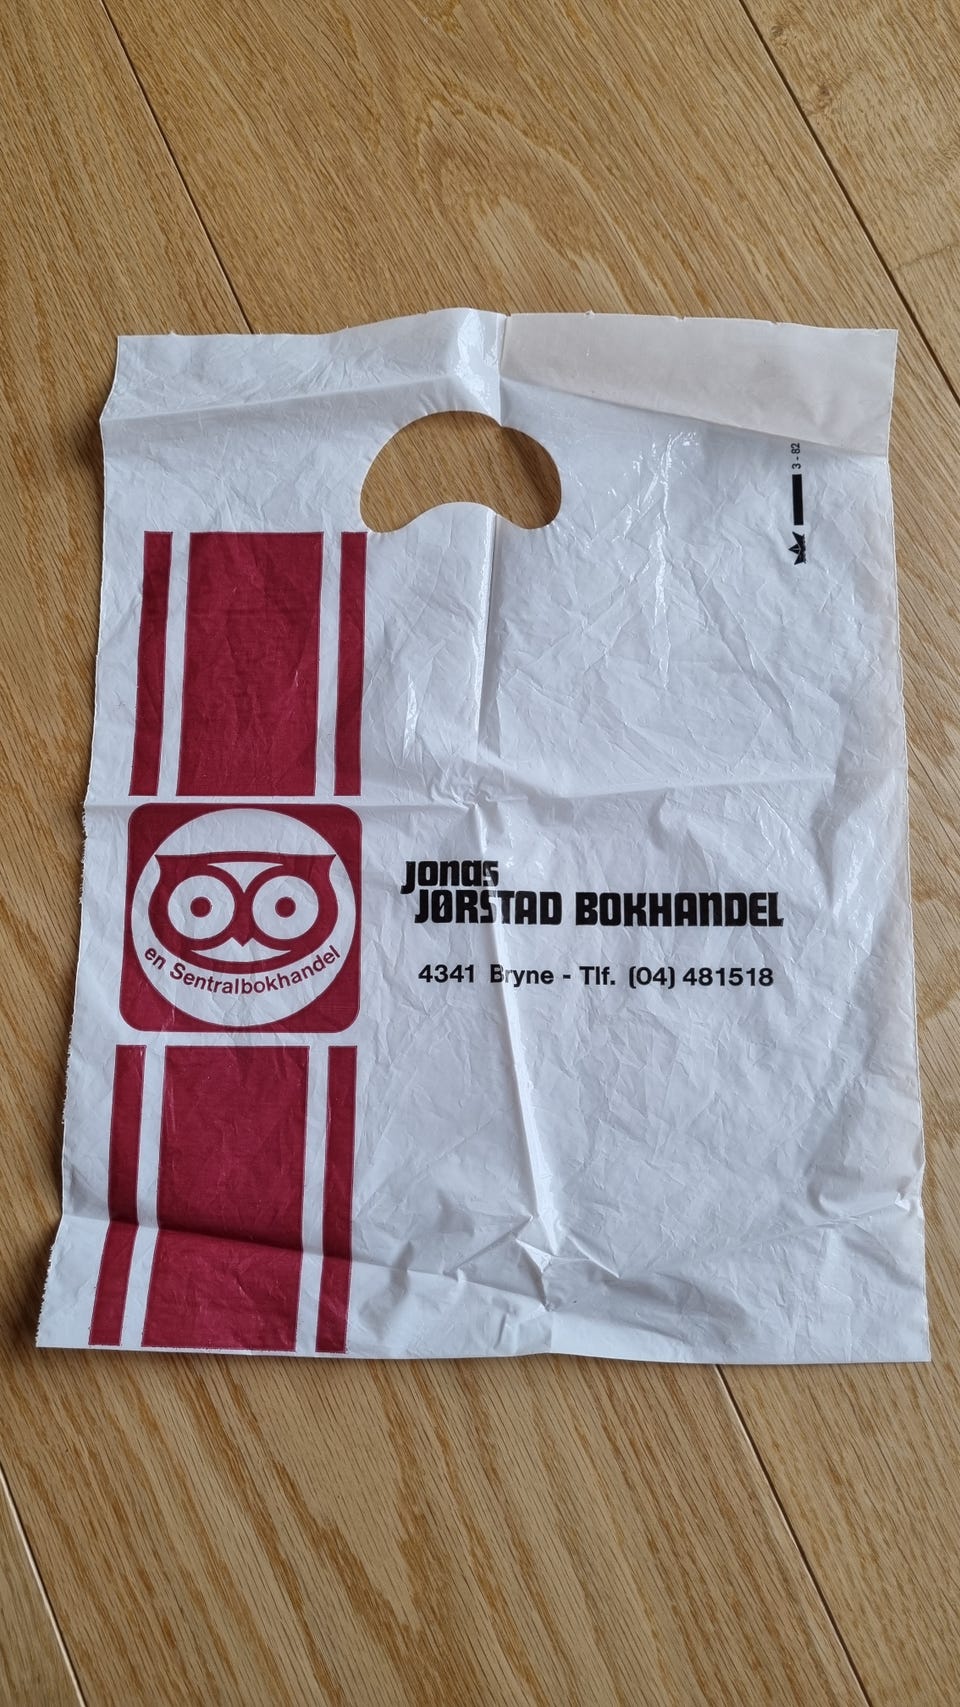 3 - 82
en Sentralbokhandel
Jonas
JØRSTAD BOKHANDEL
4341 Bryne - Tlf. (04) 481518